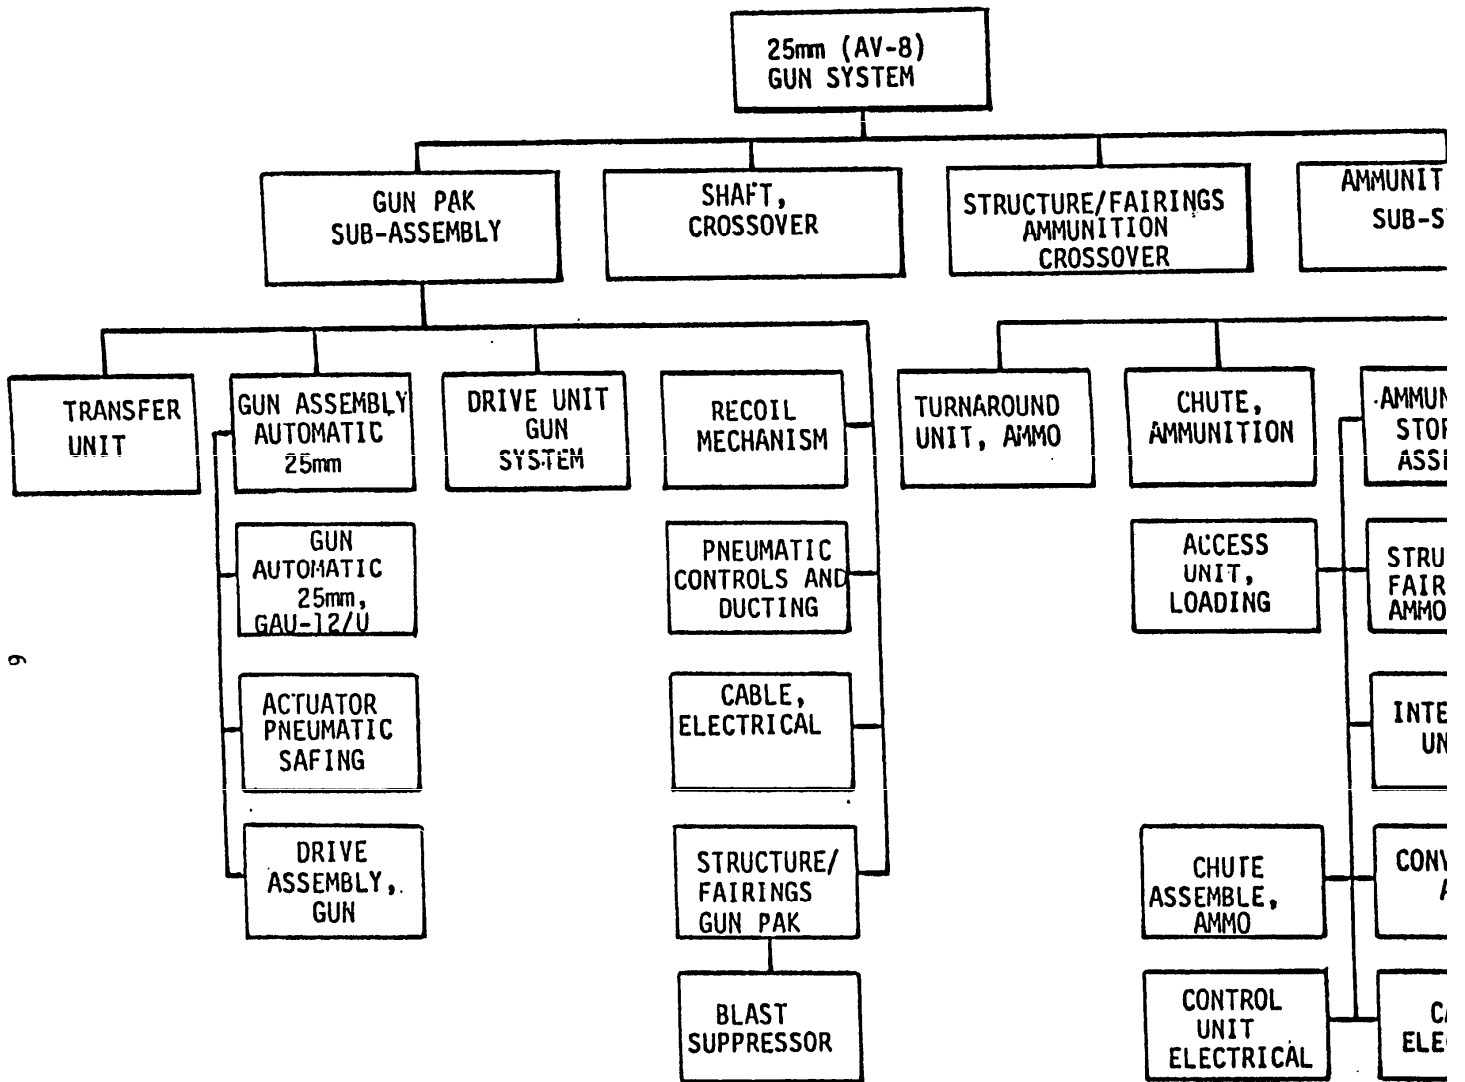 25mm (AV-8)
GUN SYSTEM
GUN PAK
SUB-ASSEMBLY
SHAFT,
CROSSOVER
STRUCTURE/FAIRINGS
AMMUNITION
CROSSOVER
TRANSFER
UNIT
GUN ASSEMBLY
AUTOMATIC
25mm
DRIVE UNIT
GUN
SYSTEM
RECOIL
MECHANISM
TURNAROUND
UNIT, AMMO
CHUTE,
AMMUNITION
GUN
AUTOMATIC
25mm,
GAU-12/U
PNEUMATIC
CONTROLS AND
DUCTING
ACCESS
UNIT,
LOADING
AMMO
ACTUATOR
PNEUMATIC
SAFING
CABLE,
ELECTRICAL
DRIVE
ASSEMBLY,
GUN
STRUCTURE/
FAIRINGS
GUN PAK
CHUTE
ASSEMBLE,
AMMO
BLAST
SUPPRESSOR
CONTROL
UNIT
ELECTRICAL
6